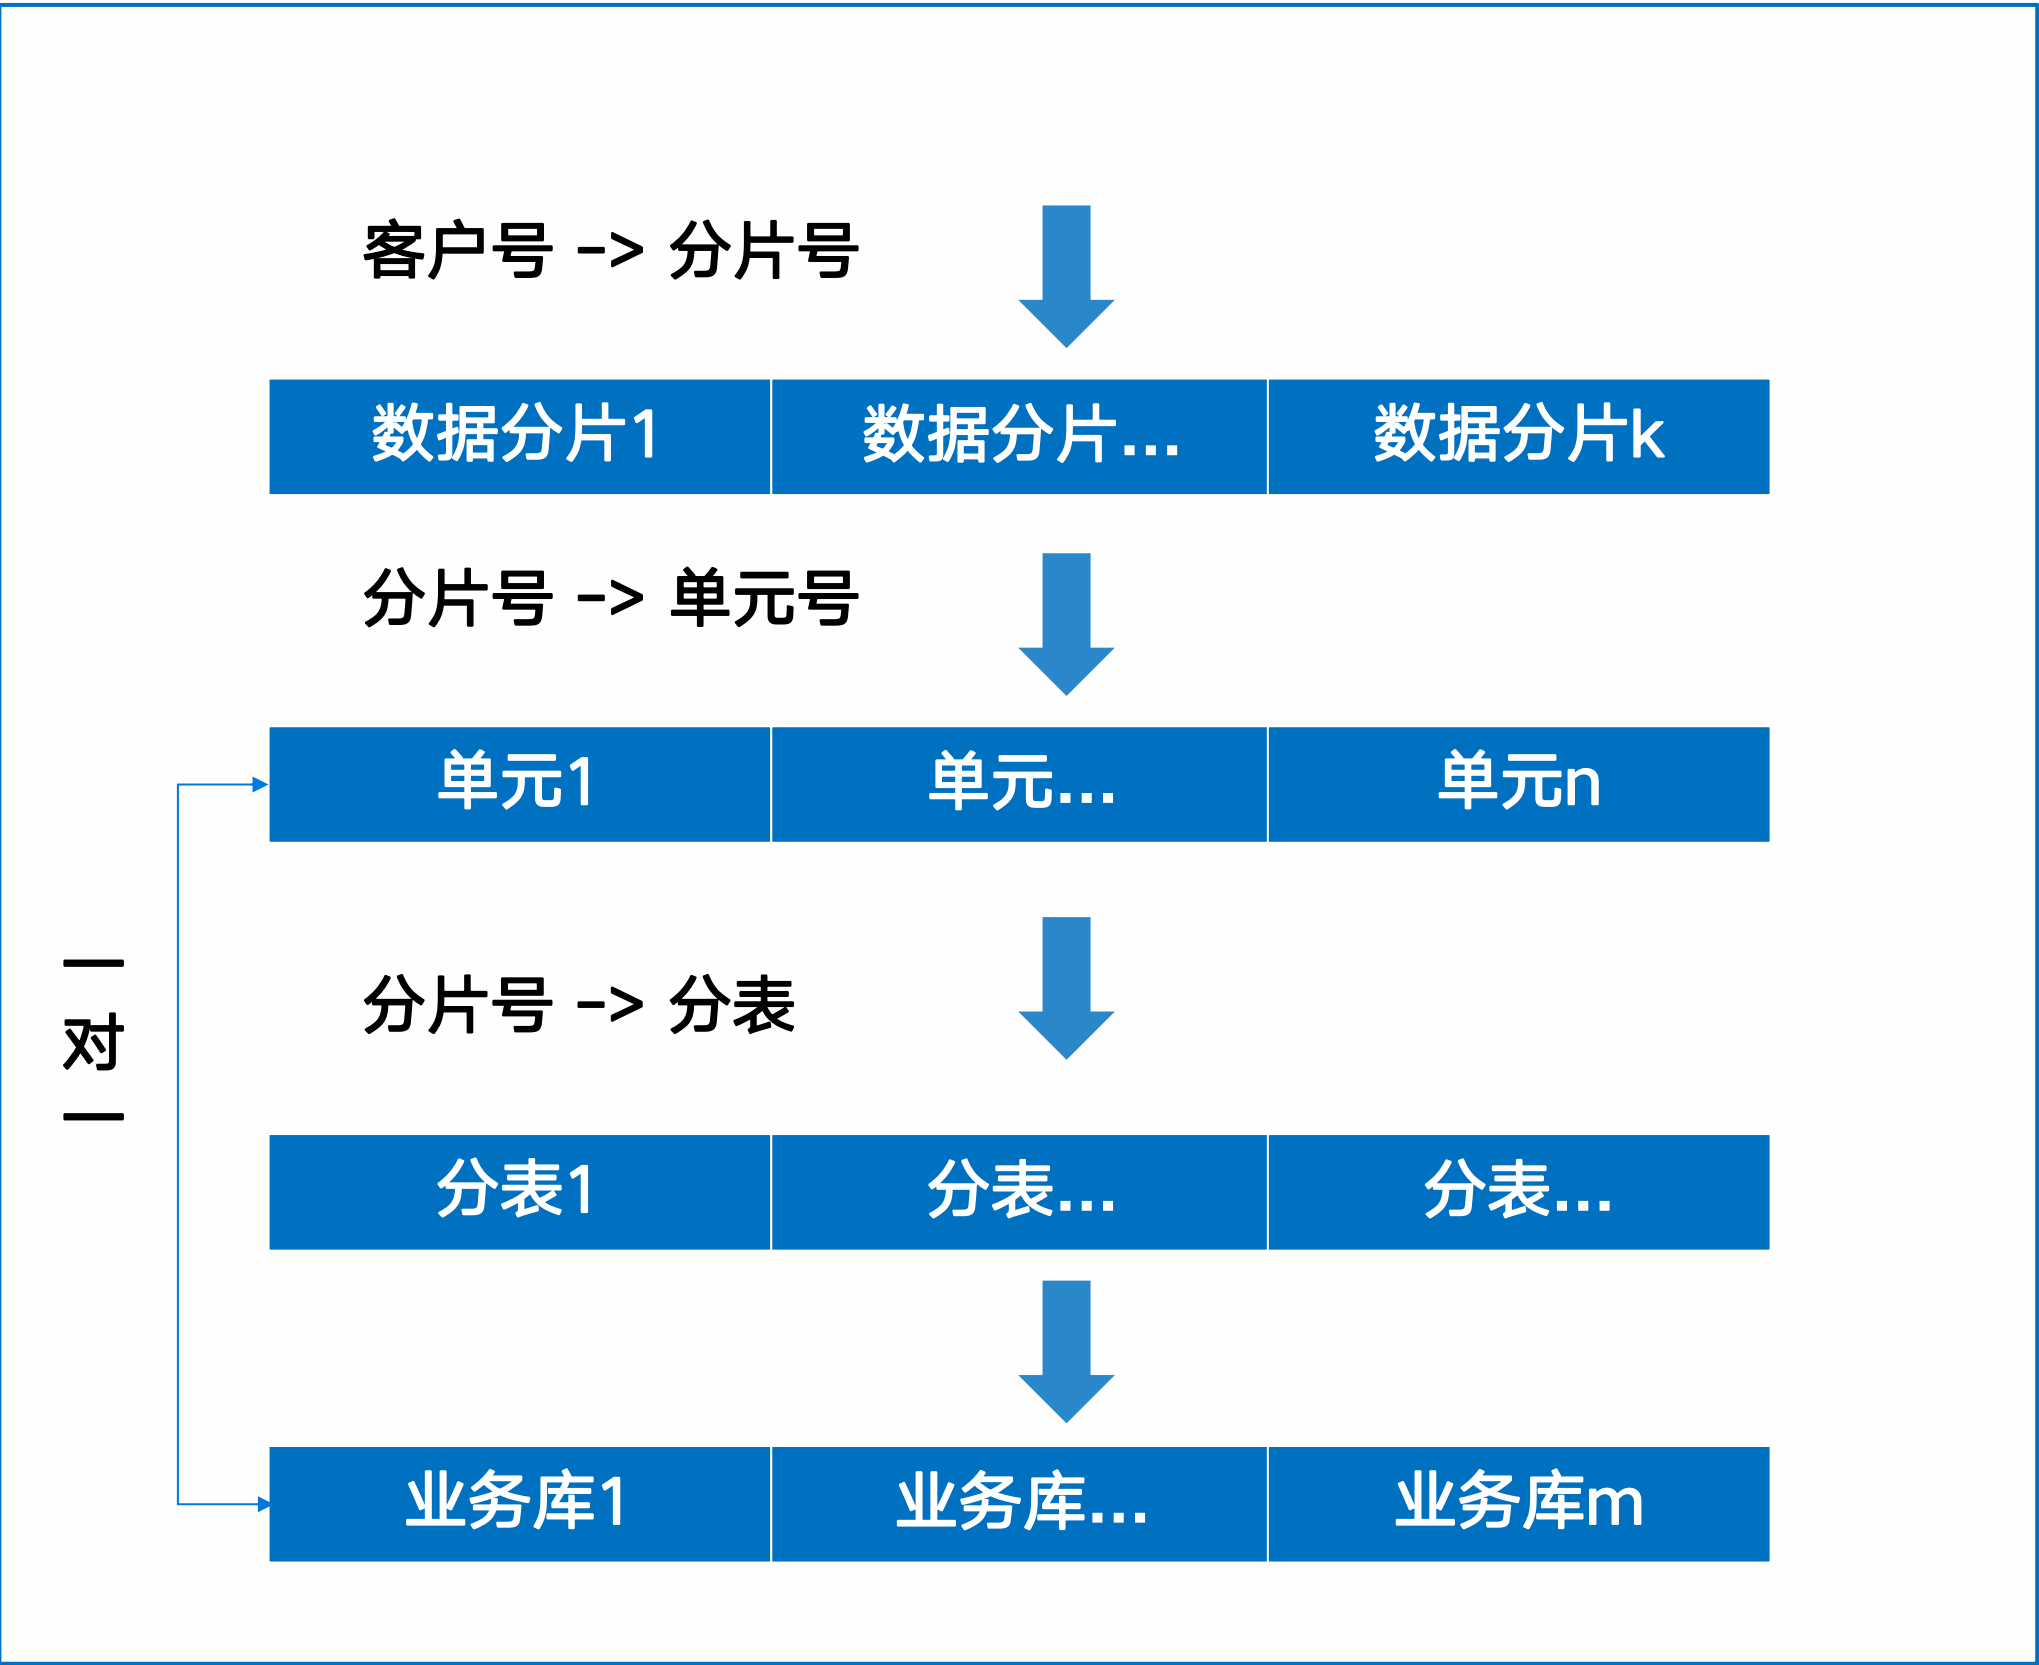 客户号 -> 分片号
数据分片1 数据分片... 数据分片k
分片号 -> 单元号
单元1 单元... 单元n
一
对
一
分片号 -> 分表
分表1 分表... 分表...
业务库1 业务库... 业务库m